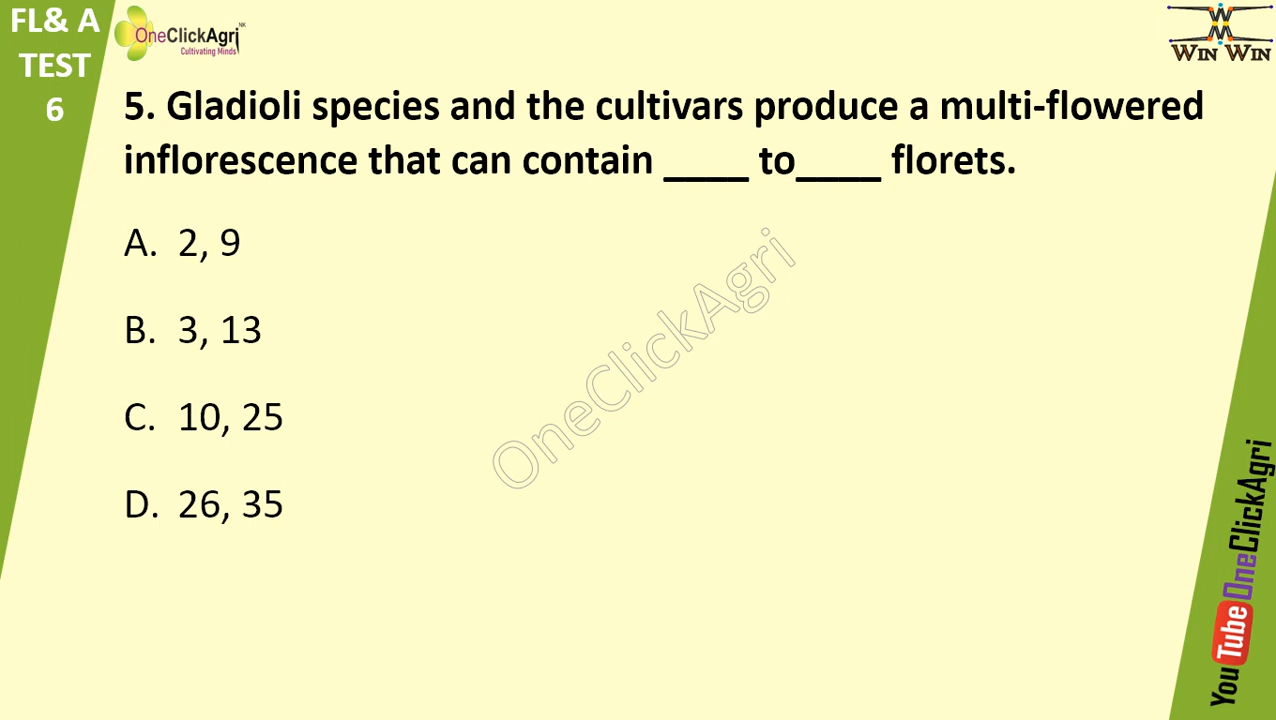 FL& A
TEST
6
OneClickAgri NK
Cultivating Minds
WIN WIN
5. Gladioli species and the cultivars produce a multi-flowered
inflorescence that can contain ____ to____ florets.
A. 2, 9
B. 3, 13
C. 10, 25
D. 26, 35
OneClickAgri
YouTube OneClickAgri